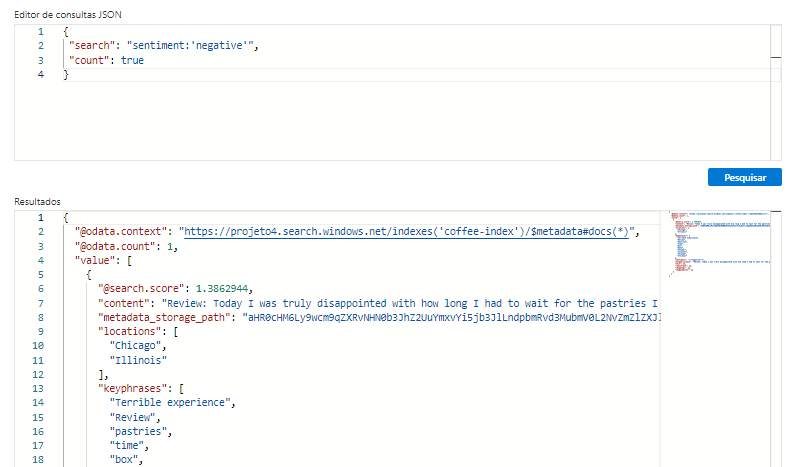 Editor de consultas JSON
1 {
2 "search": "sentiment:'negative'",
3 "count": true
4 }
Pesquisar
Resultados
1 {
2 "@odata.context": "https://projeto4.search.windows.net/indexes('coffee-index')/$metadata#docs(*)",
3 "@odata.count": 1,
4 "value": [
5 {
6 "@search.score": 1.3862944,
7 "content": "Review: Today I was truly disappointed with how long I had to wait for the pastries I
8 "metadata_storage_path":
9 "locations": [
10 "Chicago",
11 "Illinois"
12 ],
13 "keyphrases": [
14 "Terrible experience",
15 "Review",
16 "pastries",
17 "time",
18 "box",